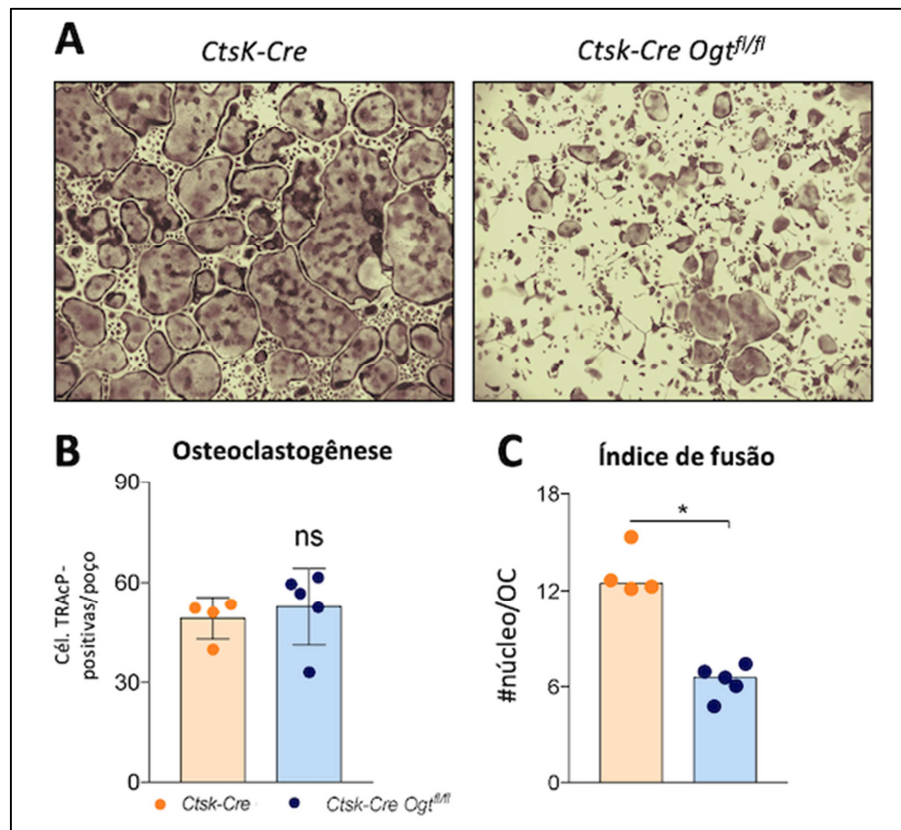 A
CtsK-Cre
Ctsk-Cre Ogtfl/fl
B
Osteoclastogênese
Cél. TRAcP -
positivas/poço
90
60
30
0
ns
Ctsk-Cre
Ctsk-Cre Ogtfl/fl
C
Índice de fusão
#núcleo/OC
18
12
6
0
*